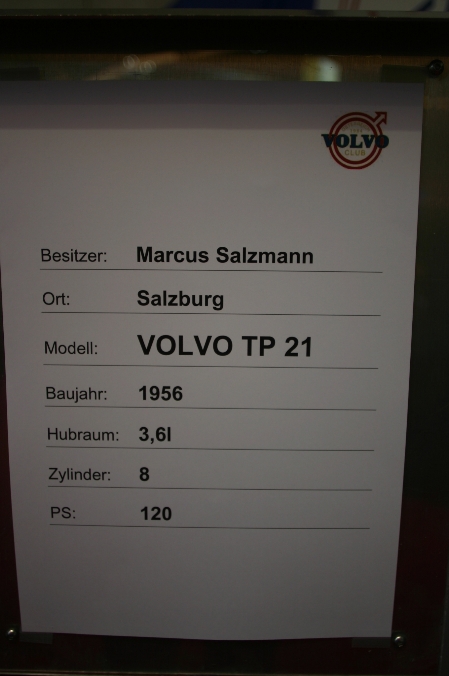 VOLVO
CLUB
Besitzer: Marcus Salzmann
Ort: Salzburg
Modell: VOLVO TP 21
Baujahr: 1956
Hubraum: 3,6l
Zylinder: 8
PS: 120